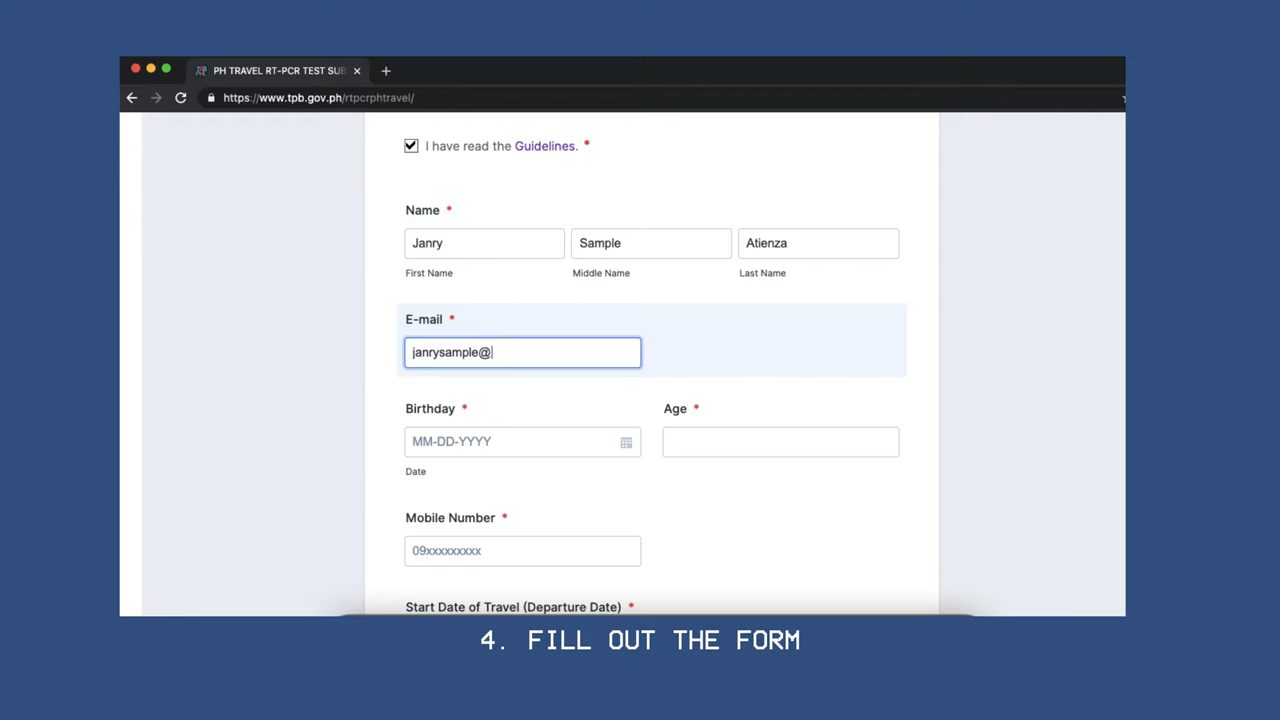 PH TRAVEL RT-PCR TEST SUB
https://www.tpb.gov.ph/rtpcrphtravel/
I have read the Guidelines. *
Name *
Janry Sample Atienza
First Name Middle Name Last Name
E-mail *
janrysample@
Birthday * Age *
MM-DD-YYYY
Date
Mobile Number *
09xxxxxxxxx
Start Date of Travel (Departure Date) *
4. FILL OUT THE FORM